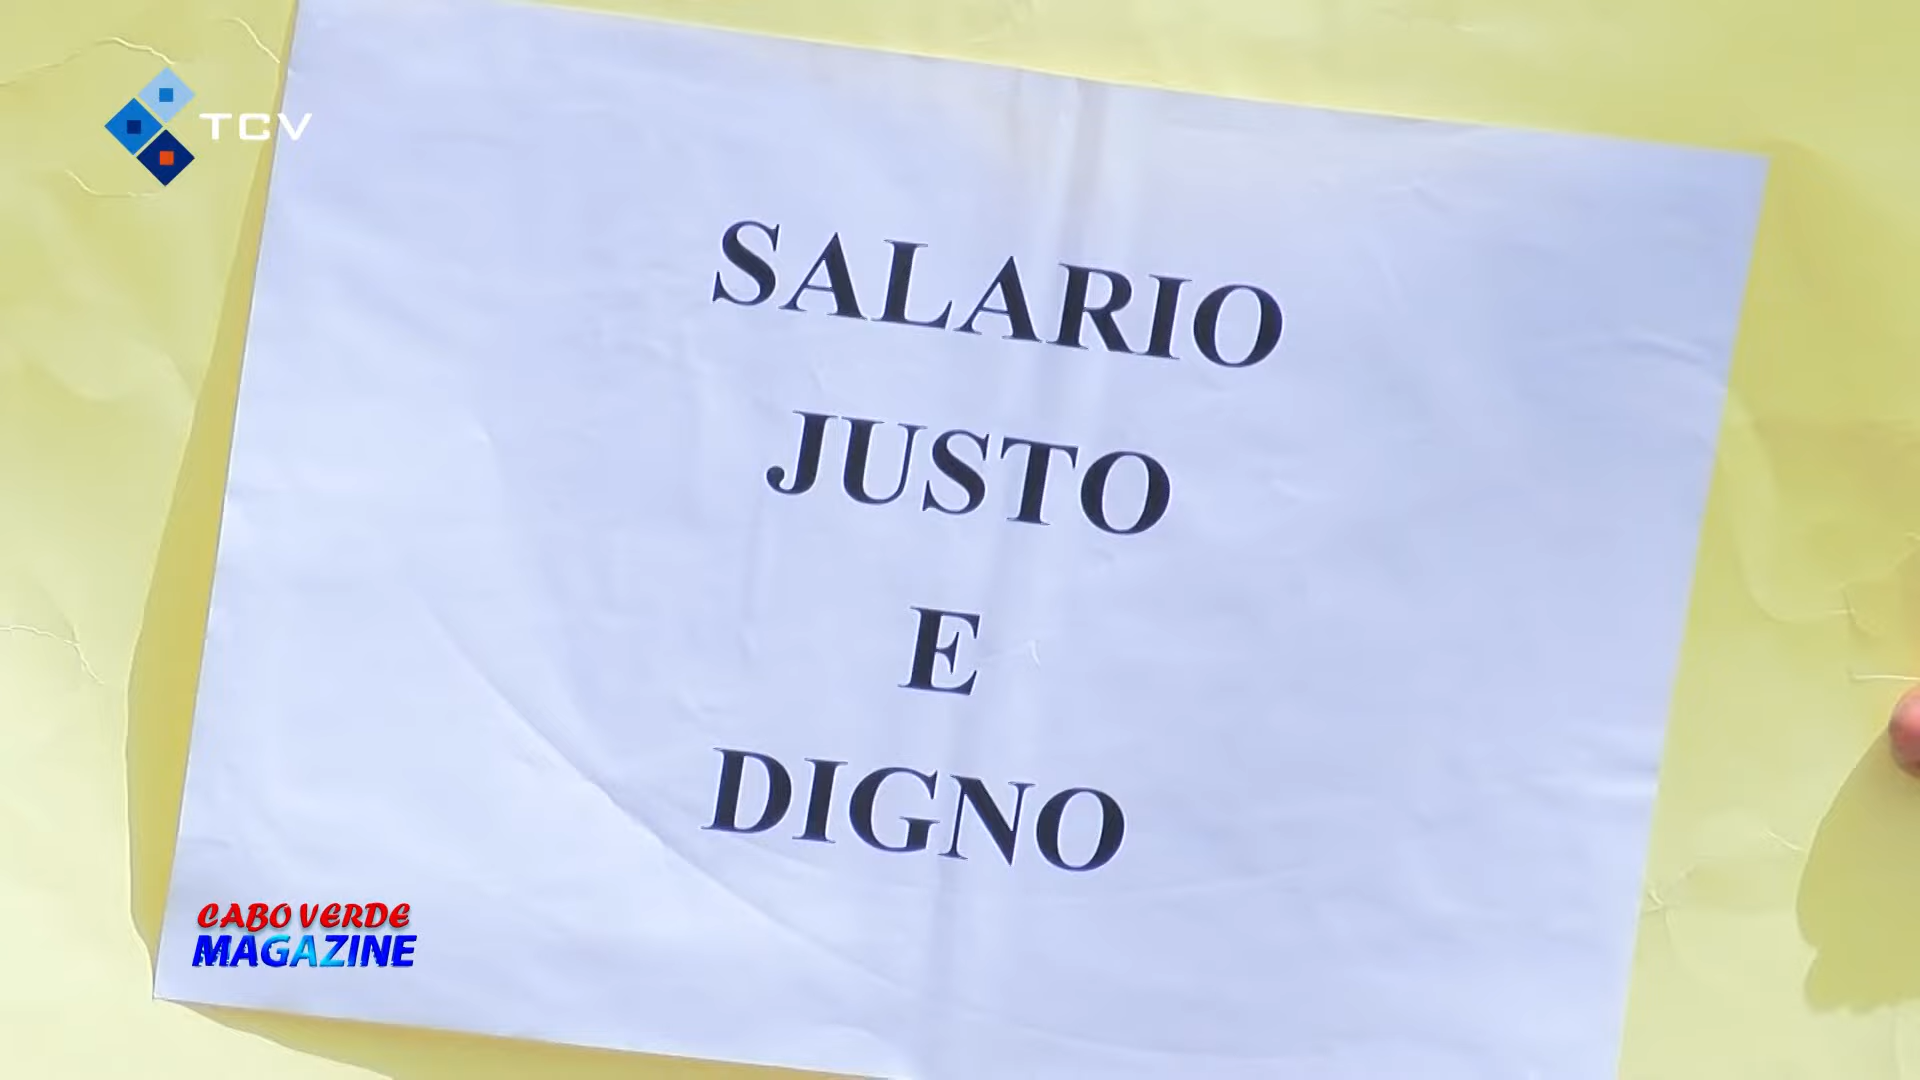 TCV
SALARIO
JUSTO
E
DIGNO
CABO VERDE
MAGAZINE